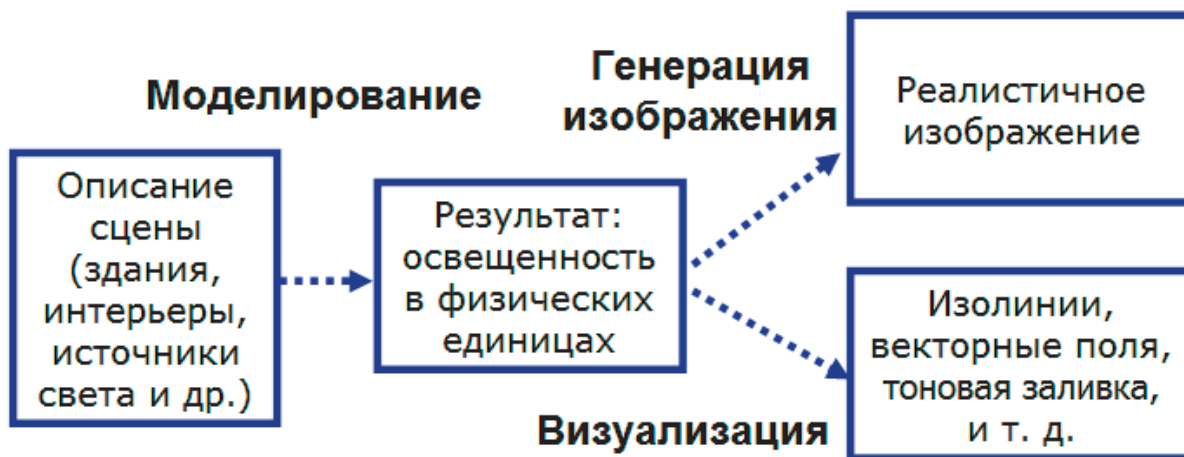 Моделирование
Описание
сцены
(здания,
интерьеры,
источники
света и др.)
Результат:
освещенность
в физических
единицах
Генерация
изображения
Реалистичное
изображение
Визуализация
Изолинии,
векторные поля,
тоновая заливка,
и т. д.